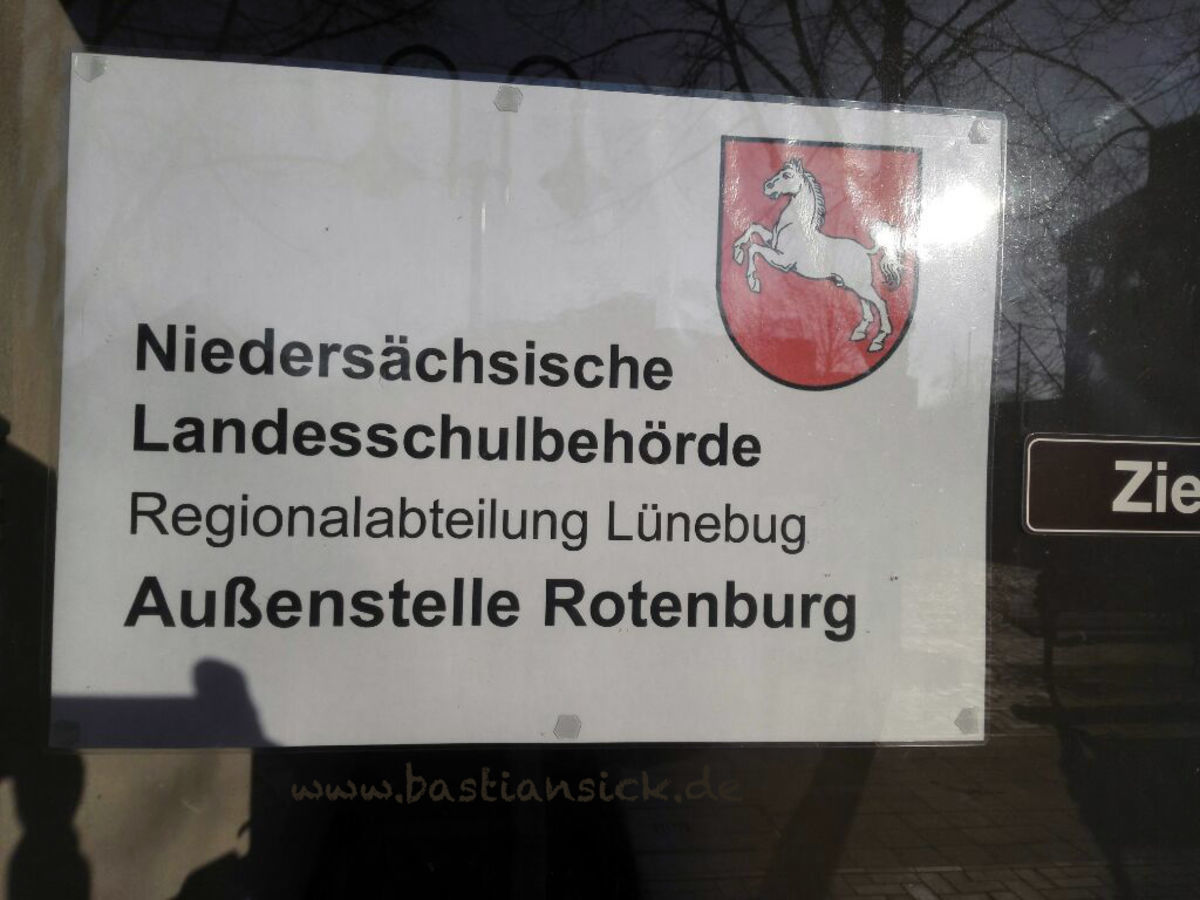 Niedersächsische
Landesschulbehörde
Regionalabteilung Lünebug
Außenstelle Rotenburg
Zie
www.bastiansick.de